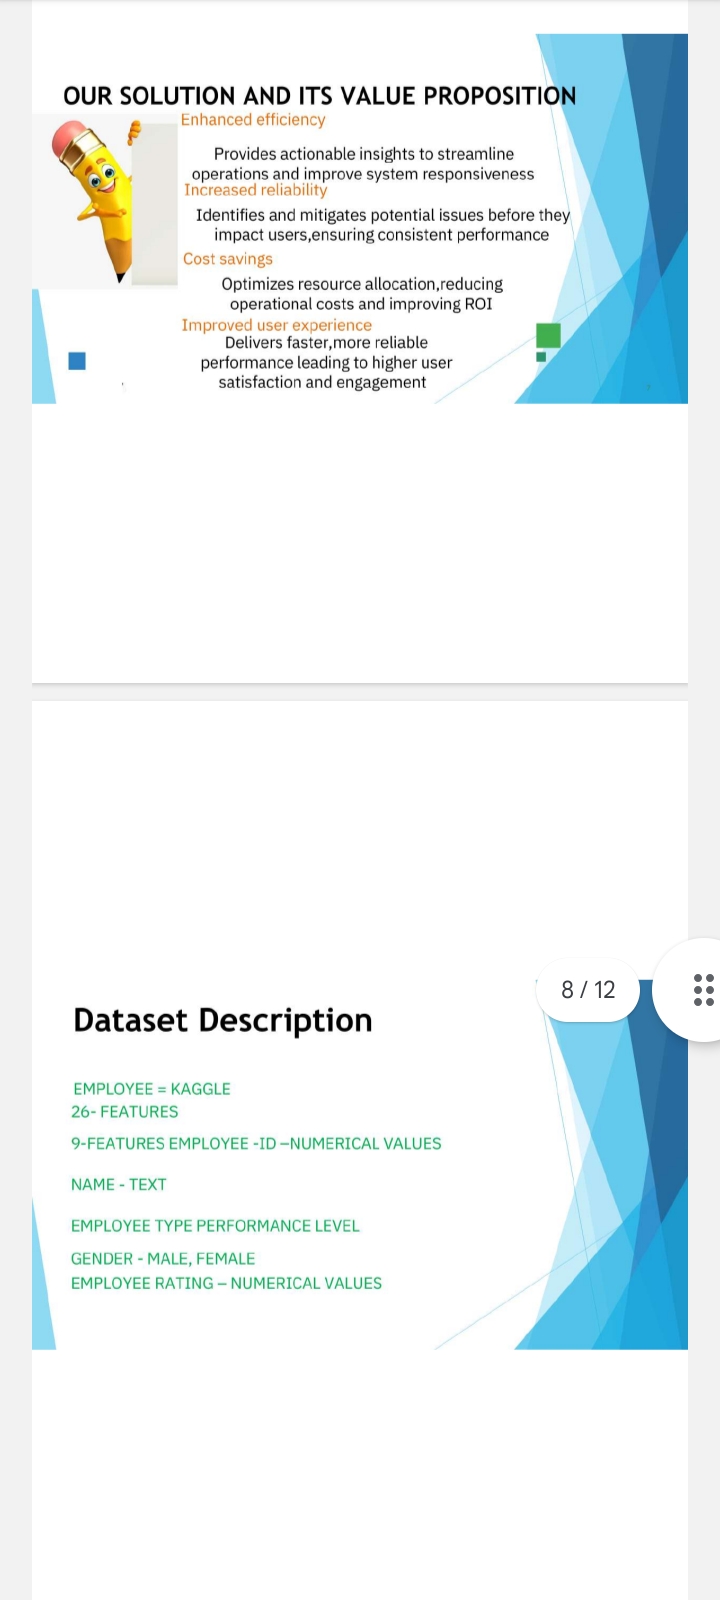 OUR SOLUTION AND ITS VALUE PROPOSITION
Enhanced efficiency
Provides actionable insights to streamline
operations and improve system responsiveness
Increased reliability
Identifies and mitigates potential issues before they
impact users,ensuring consistent performance
Cost savings
Optimizes resource allocation,reducing
operational costs and improving ROI
Improved user experience
Delivers faster,more reliable
performance leading to higher user
satisfaction and engagement
8 / 12
Dataset Description
EMPLOYEE = KAGGLE
26- FEATURES
9-FEATURES EMPLOYEE -ID –NUMERICAL VALUES
NAME - TEXT
EMPLOYEE TYPE PERFORMANCE LEVEL
GENDER - MALE, FEMALE
EMPLOYEE RATING – NUMERICAL VALUES